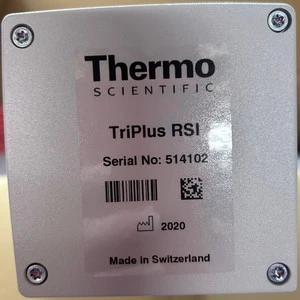 Thermo
SCIENTIFIC
TriPlus RSI
Serial No: 514102
2020
Made in Switzerland